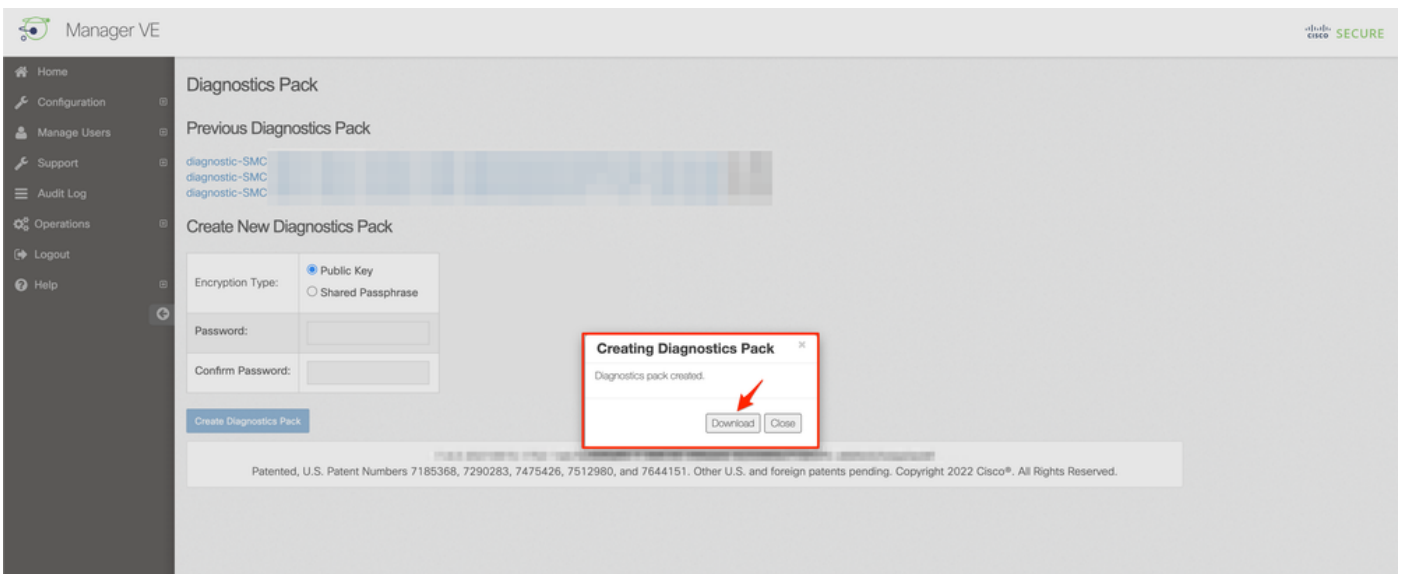 Manager VE
cisco SECURE
Home
Configuration
Manage Users
Support
Audit Log
Operations
Logout
Help
Diagnostics Pack
Previous Diagnostics Pack
diagnostic-SMC
diagnostic-SMC
diagnostic-SMC
Create New Diagnostics Pack
Encryption Type:
Public Key
Shared Passphrase
Password:
Confirm Password:
Create Diagnostics Pack
Creating Diagnostics Pack ×
Diagnostics pack created.
Download Close
Patented, U.S. Patent Numbers 7185368, 7290283, 7475426, 7512980, and 7644151. Other U.S. and foreign patents pending. Copyright 2022 Cisco®. All Rights Reserved.